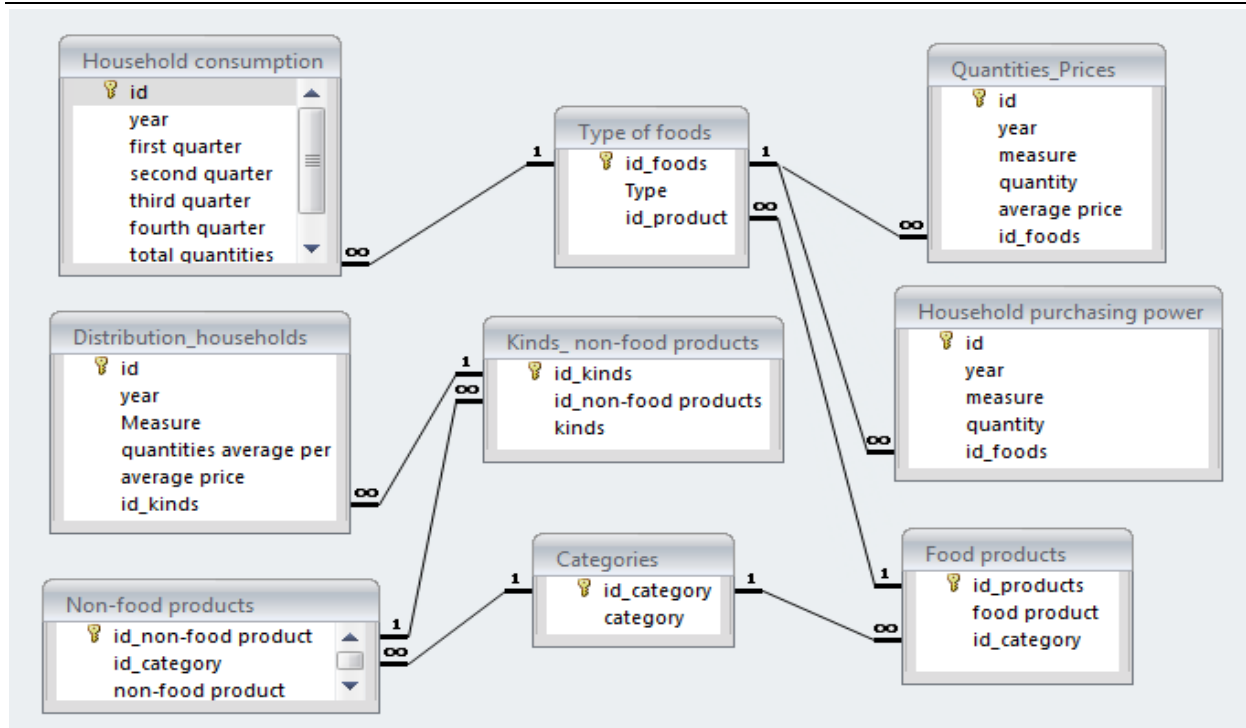 Household consumption
id
year
first quarter
second quarter
third quarter
fourth quarter
total quantities
1
∞
Type of foods
id_foods
Type
id_product
1
∞
Quantities_Prices
id
year
measure
quantity
average price
id_foods
∞
Distribution_households
id
year
Measure
quantities average per
average price
id_kinds
∞
Kinds_ non-food products
id_kinds
id_non-food products
kinds
1
∞
Household purchasing power
id
year
measure
quantity
id_foods
∞
Non-food products
id_non-food product
id_category
non-food product
1
∞
Categories
id_category
category
1
1
Food products
id_products
food product
id_category
1
∞